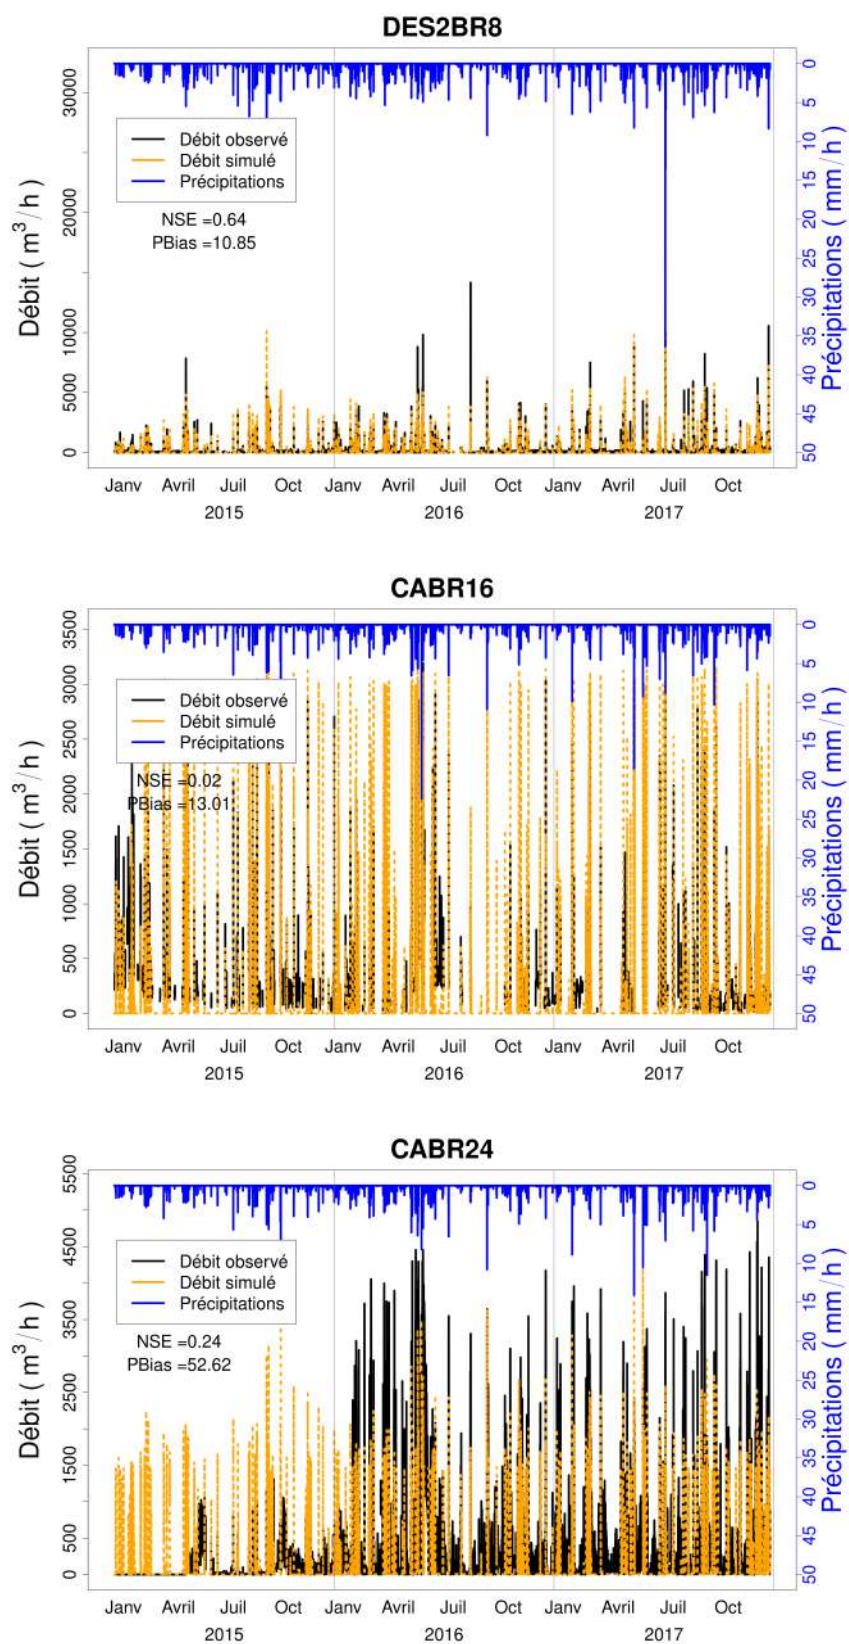 DES2BR8
Débit ( m³/h )
0
5000
10000
20000
30000
Débit observé
Débit simulé
Précipitations
NSE =0.64
PBias =10.85
0
5
10
15
20
25
30
35
40
45
50
Précipitations ( mm/h )
Janv Avril Juil Oct Janv Avril Juil Oct Janv Avril Juil Oct
2015 2016 2017
CABR16
Débit ( m³/h )
0
500
1000
1500
2000
2500
3000
3500
Débit observé
Débit simulé
Précipitations
NSE =0.02
PBias =13.01
0
5
10
15
20
25
30
35
40
45
50
Précipitations ( mm/h )
Janv Avril Juil Oct Janv Avril Juil Oct Janv Avril Juil Oct
2015 2016 2017
CABR24
Débit ( m³/h )
0
500
1500
2500
3500
4500
5500
Débit observé
Débit simulé
Précipitations
NSE =0.24
PBias =52.62
0
5
10
15
20
25
30
35
40
45
50
Précipitations ( mm/h )
Janv Avril Juil Oct Janv Avril Juil Oct Janv Avril Juil Oct
2015 2016 2017